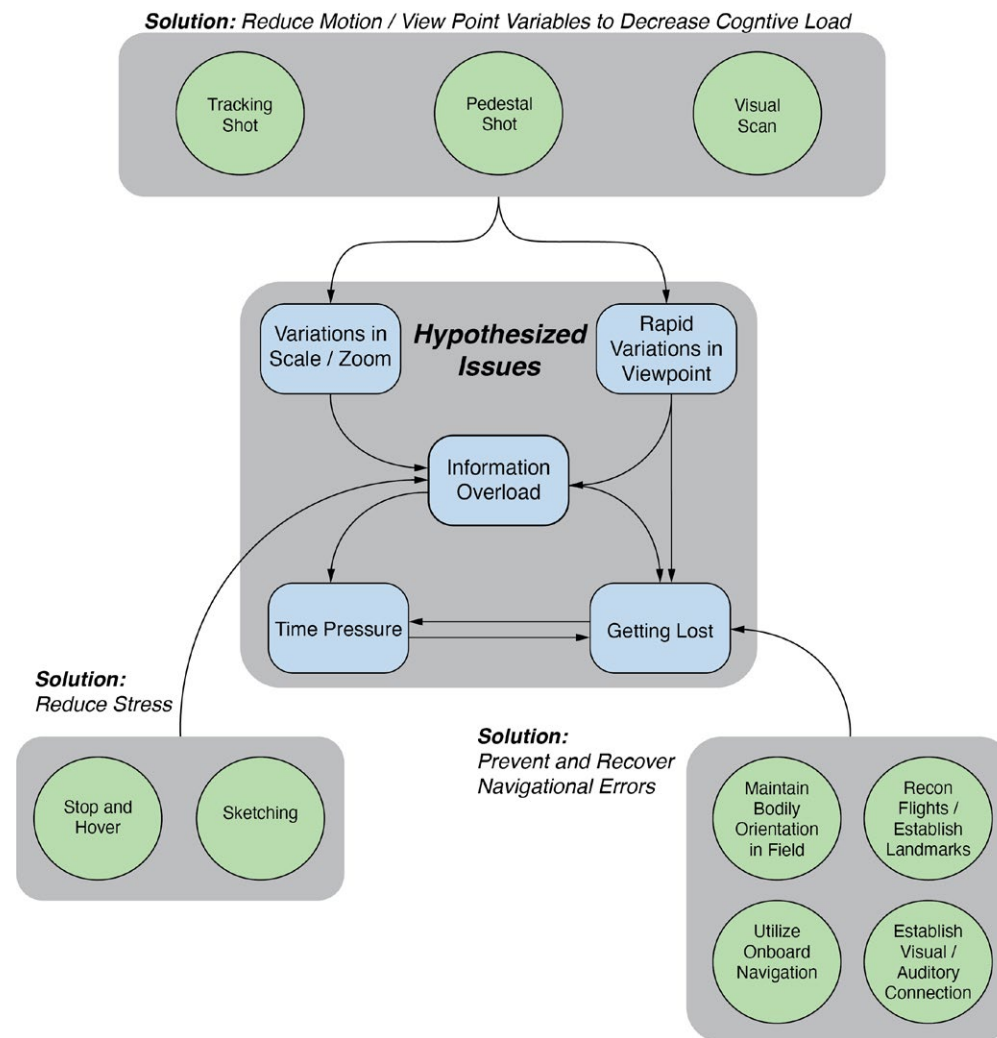 Solution: Reduce Motion / View Point Variables to Decrease Cogntive Load
Tracking
Shot
Pedestal
Shot
Visual
Scan
Hypothesized
Issues
Variations in
Scale / Zoom
Rapid
Variations in
Viewpoint
Information
Overload
Time Pressure
Getting Lost
Solution:
Reduce Stress
Stop and
Hover
Sketching
Solution:
Prevent and Recover
Navigational Errors
Maintain
Bodily
Orientation
in Field
Recon
Flights /
Establish
Landmarks
Utilize
Onboard
Navigation
Establish
Visual /
Auditory
Connection